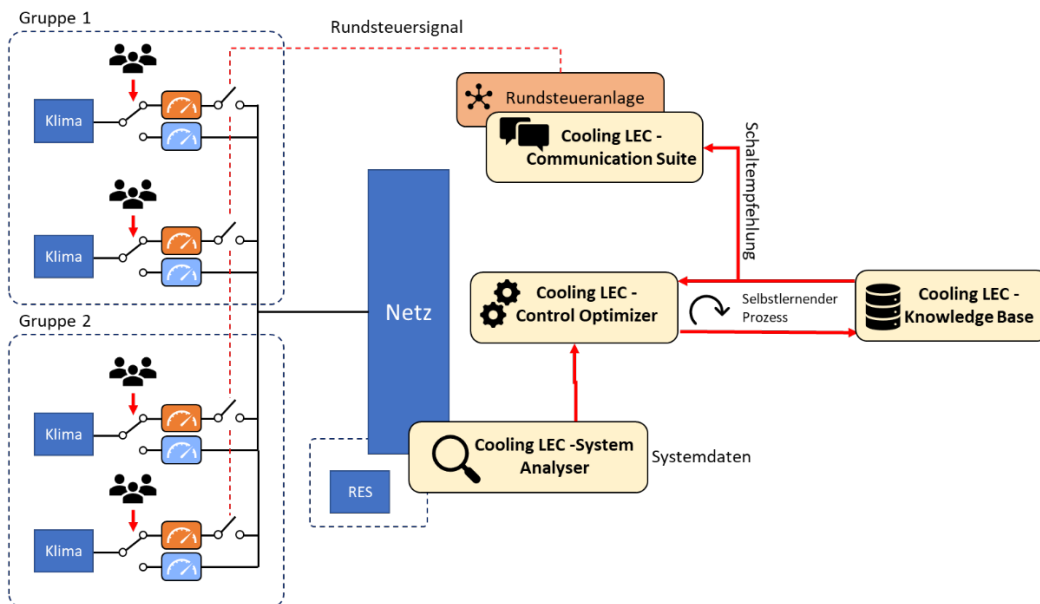 Gruppe 1
Rundsteuersignal
Klima
Klima
Rundsteueranlage
Cooling LEC -
Communication Suite
Schaltempfehlung
Netz
Cooling LEC -
Control Optimizer
Selbstlernender
Prozess
Cooling LEC -
Knowledge Base
Gruppe 2
Klima
Klima
RES
Cooling LEC -System
Analyser
Systemdaten